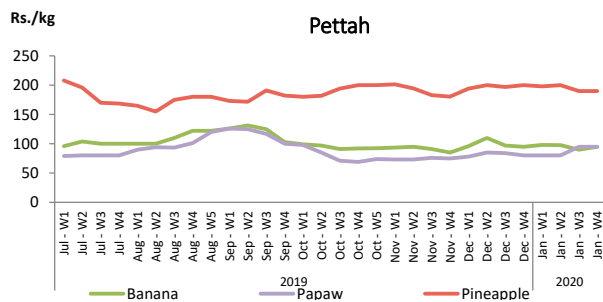 Rs./kg
Pettah
250
200
150
100
50
0
Jul - W1
Jul - W2
Jul - W3
Jul - W4
Aug - W1
Aug - W2
Aug - W3
Aug - W4
Aug - W5
Sep - W1
Sep - W2
Sep - W3
Sep - W4
Oct - W1
Oct - W2
Oct - W3
Oct - W4
Oct - W5
Nov - W1
Nov - W2
Nov - W3
Nov - W4
Dec - W1
Dec - W2
Dec - W3
Dec - W4
Jan - W1
Jan - W2
Jan - W3
Jan - W4
2019 2020
Banana Papaw Pineapple